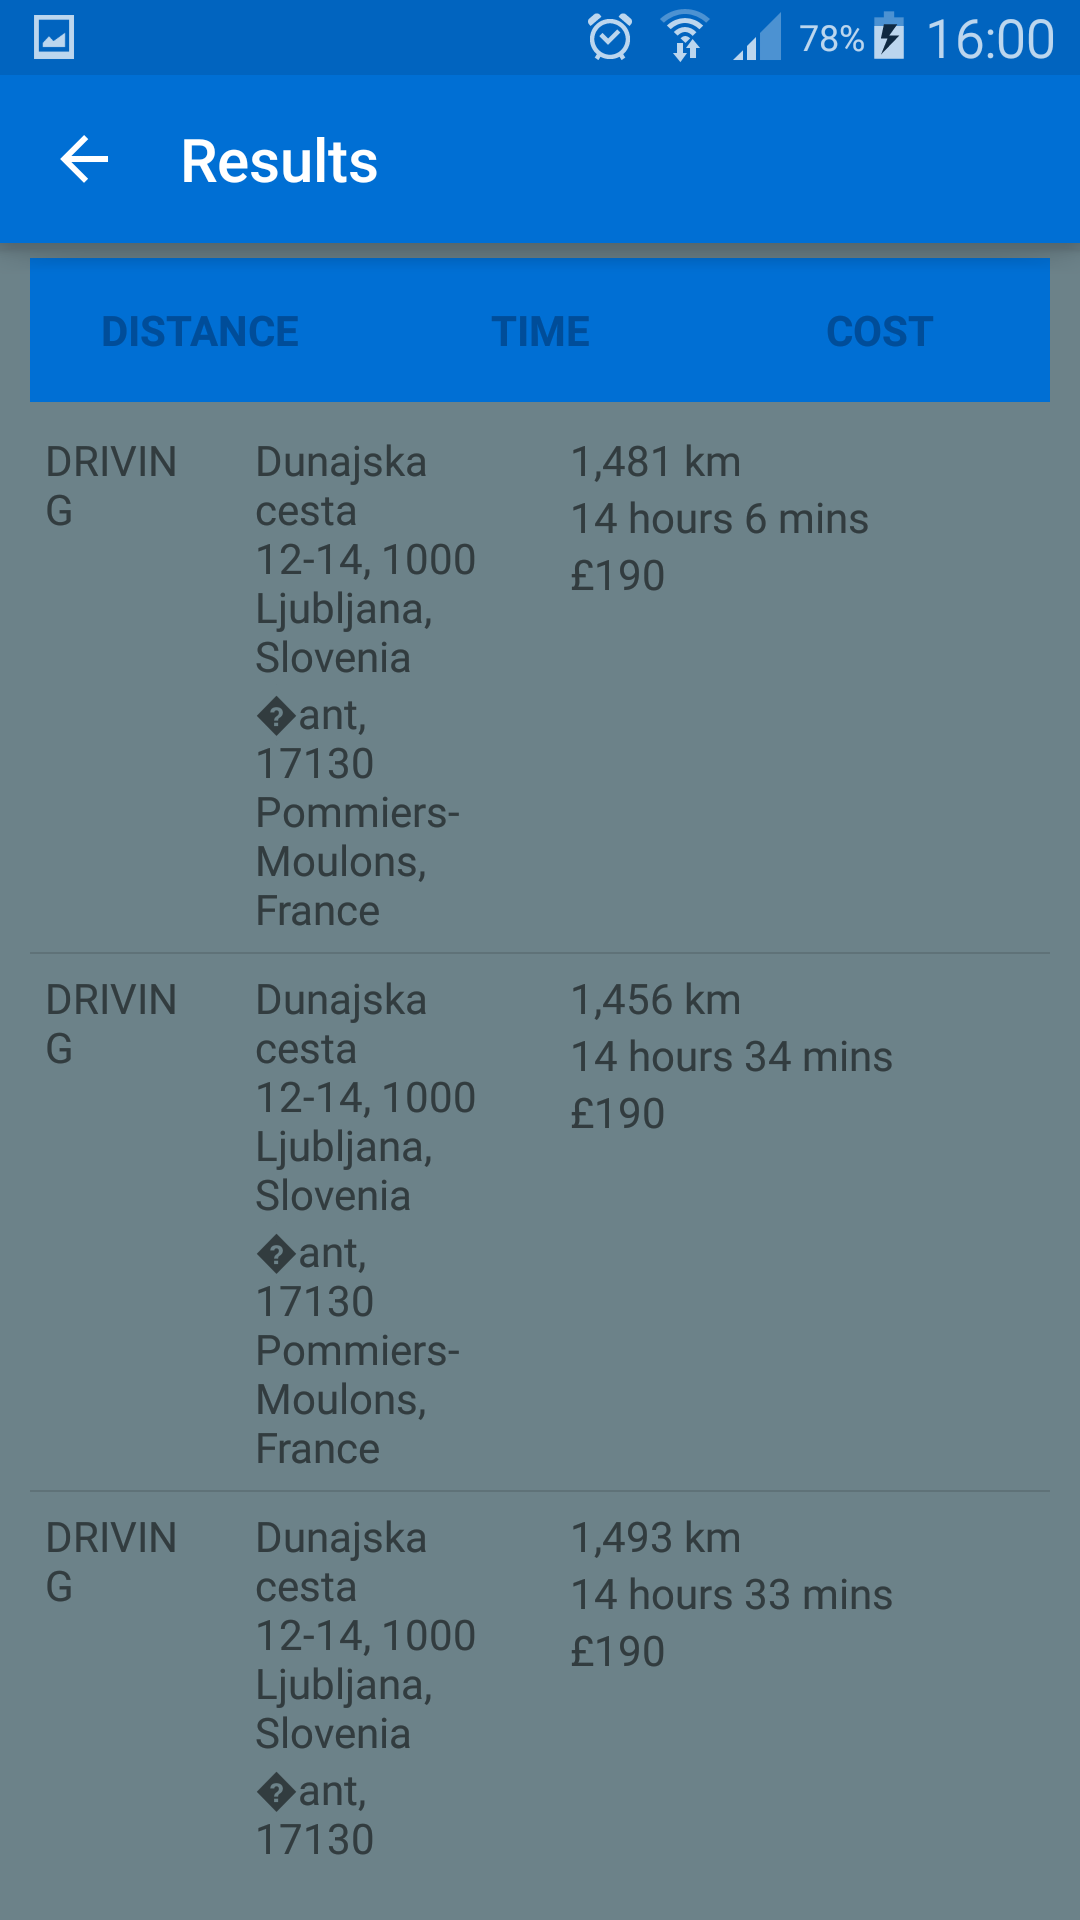 78% 16:00
Results
DISTANCE TIME COST
DRIVIN
G
Dunajska
cesta
12-14, 1000
Ljubljana,
Slovenia
�ant,
17130
Pommiers-
Moulons,
France
1,481 km
14 hours 6 mins
£190
DRIVIN
G
Dunajska
cesta
12-14, 1000
Ljubljana,
Slovenia
�ant,
17130
Pommiers-
Moulons,
France
1,456 km
14 hours 34 mins
£190
DRIVIN
G
Dunajska
cesta
12-14, 1000
Ljubljana,
Slovenia
�ant,
17130
1,493 km
14 hours 33 mins
£190